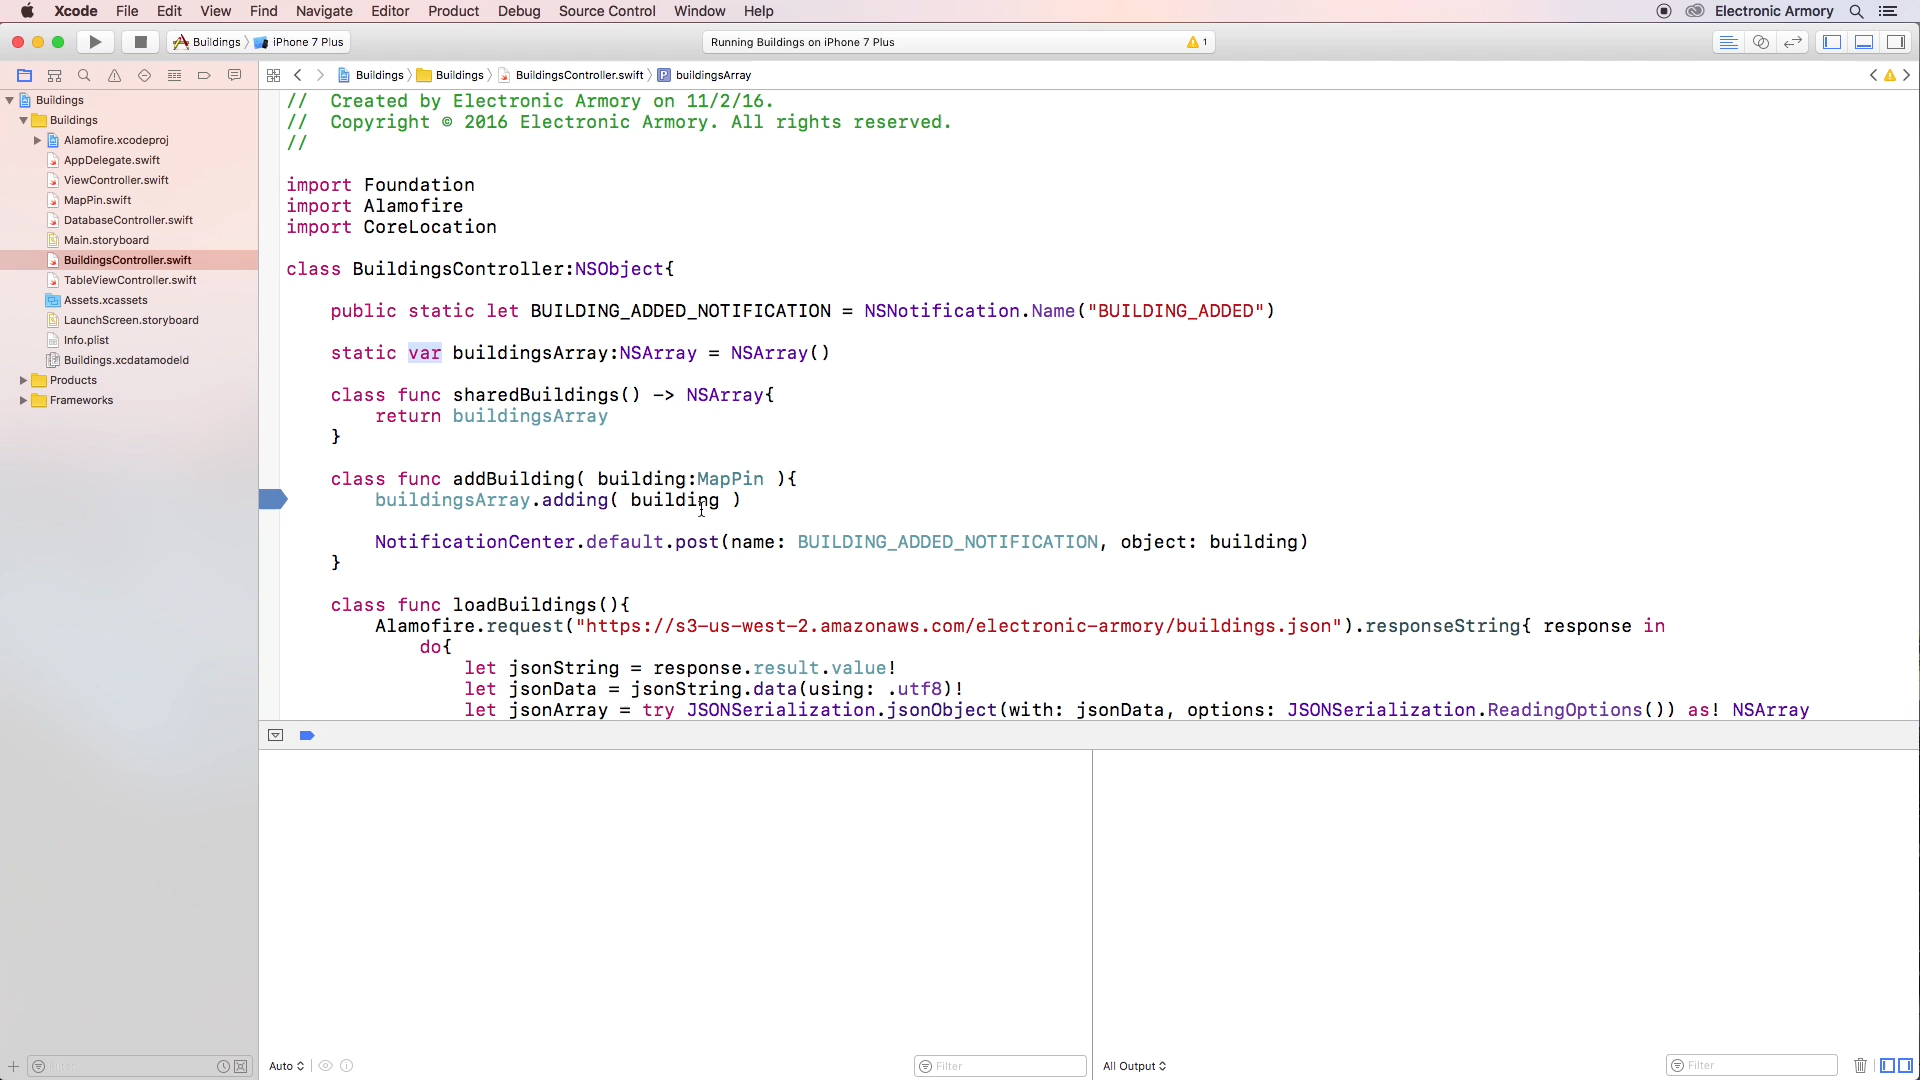 Xcode File Edit View Find Navigate Editor Product Debug Source Control Window Help Electronic Armory
Buildings iPhone 7 Plus Running Buildings on iPhone 7 Plus 1
Buildings Buildings BuildingsController.swift P buildingsArray
Buildings
Buildings
Alamofire.xcodeproj
AppDelegate.swift
ViewController.swift
MapPin.swift
DatabaseController.swift
Main.storyboard
BuildingsController.swift
TableViewController.swift
Assets.xcassets
LaunchScreen.storyboard
Info.plist
Buildings.xcdatamodeld
Products
Frameworks
// Created by Electronic Armory on 11/2/16.
// Copyright © 2016 Electronic Armory. All rights reserved.
//
import Foundation
import Alamofire
import CoreLocation
class BuildingsController:NSObject{
public static let BUILDING_ADDED_NOTIFICATION = NSNotification.Name("BUILDING_ADDED")
static var buildingsArray:NSArray = NSArray()
class func sharedBuildings() -> NSArray{
return buildingsArray
}
class func addBuilding( building:MapPin ){
buildingsArray.adding( building )
NotificationCenter.default.post(name: BUILDING_ADDED_NOTIFICATION, object: building)
}
class func loadBuildings(){
Alamofire.request("https://s3-us-west-2.amazonaws.com/electronic-armory/buildings.json").responseString{ response in
do{
let jsonString = response.result.value!
let jsonData = jsonString.data(using: .utf8)!
let jsonArray = try JSONSerialization.jsonObject(with: jsonData, options: JSONSerialization.ReadingOptions()) as! NSArray
Filter Auto Filter All Output Filter